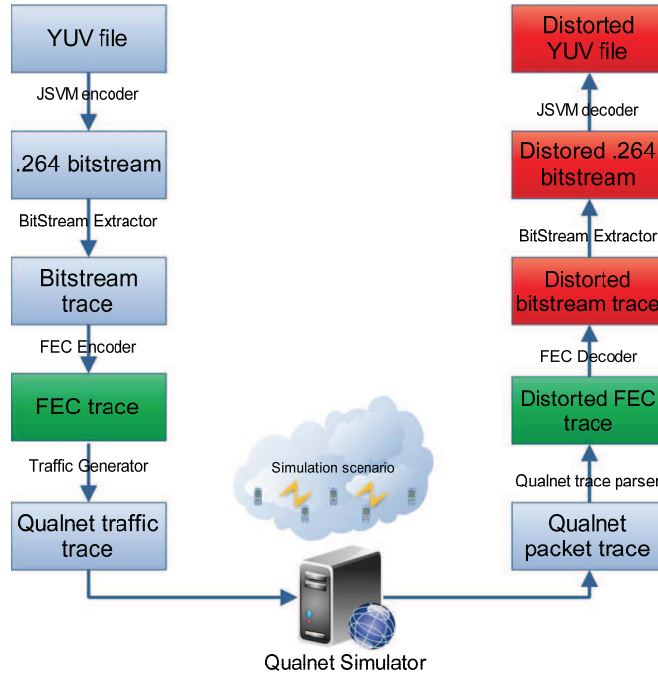 YUV file
JSVM encoder
.264 bitstream
BitStream Extractor
Bitstream
trace
FEC Encoder
FEC trace
Traffic Generator
Qualnet traffic
trace
Simulation scenario
Qualnet Simulator
Distorted
YUV file
JSVM decoder
Distored .264
bitstream
BitStream Extractor
Distorted
bitstream trace
FEC Decoder
Distorted FEC
trace
Qualnet trace parser
Qualnet
packet trace